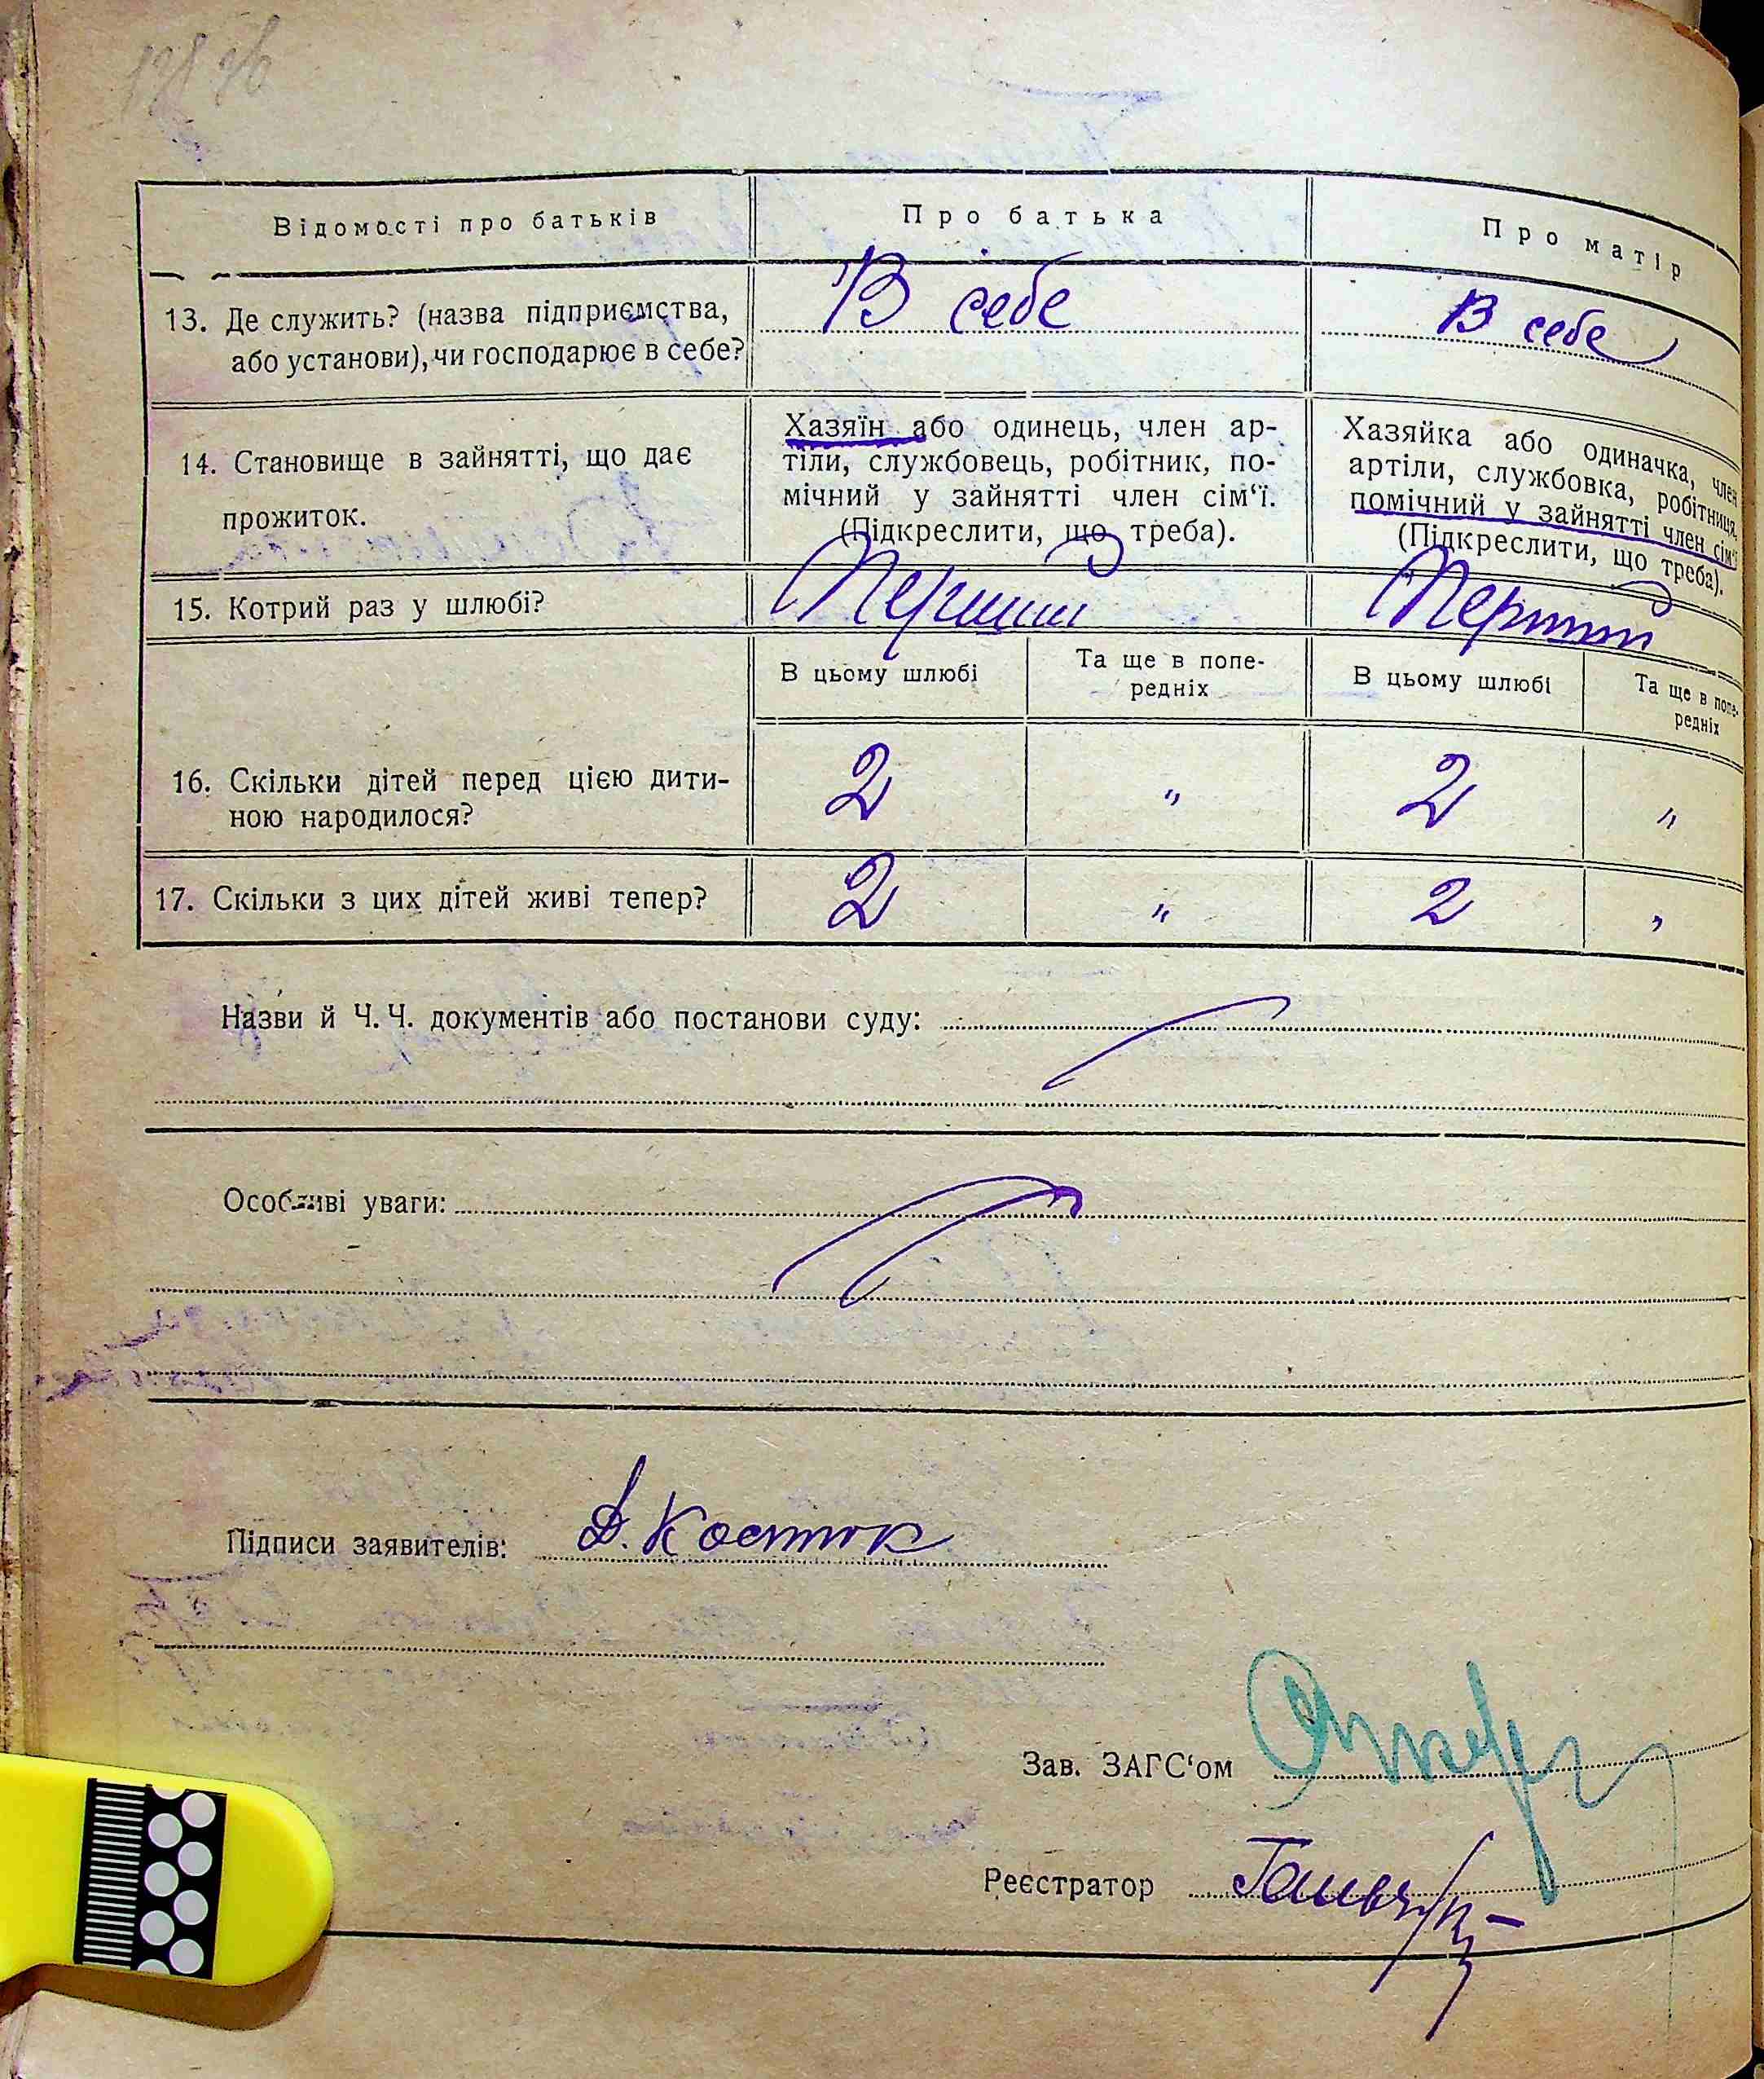 Відомості про батьків
Про батька
Про матір
13. Де служить? (назва підприємства,
або установи), чи господарює в себе?
В себе
В себе
14. Становище в зайнятті, що дає
прожиток.
Хазяїн або одинець, член ар-
тіли, службовець, робітник, по-
мічний у зайнятті член сім‘ї.
(Підкреслити, що треба).
Хазяйка або одиначка, член
артіли, службовка, робітниця,
помічний у зайнятті член сім‘ї
(Підкреслити, що треба).
15. Котрий раз у шлюбі?
Перший
Перший
В цьому шлюбі
Та ще в попе-
редніх
В цьому шлюбі
Та ще в попе-
редніх
16. Скільки дітей перед цією дити-
ною народилося?
2 " 2 "
17. Скільки з цих дітей живі тепер?
2 " 2 "
Назви й Ч. Ч. документів або постанови суду:
Особливі уваги:
Підписи заявителів: Д. Костюк
Зав. ЗАГС‘ом
Реєстратор